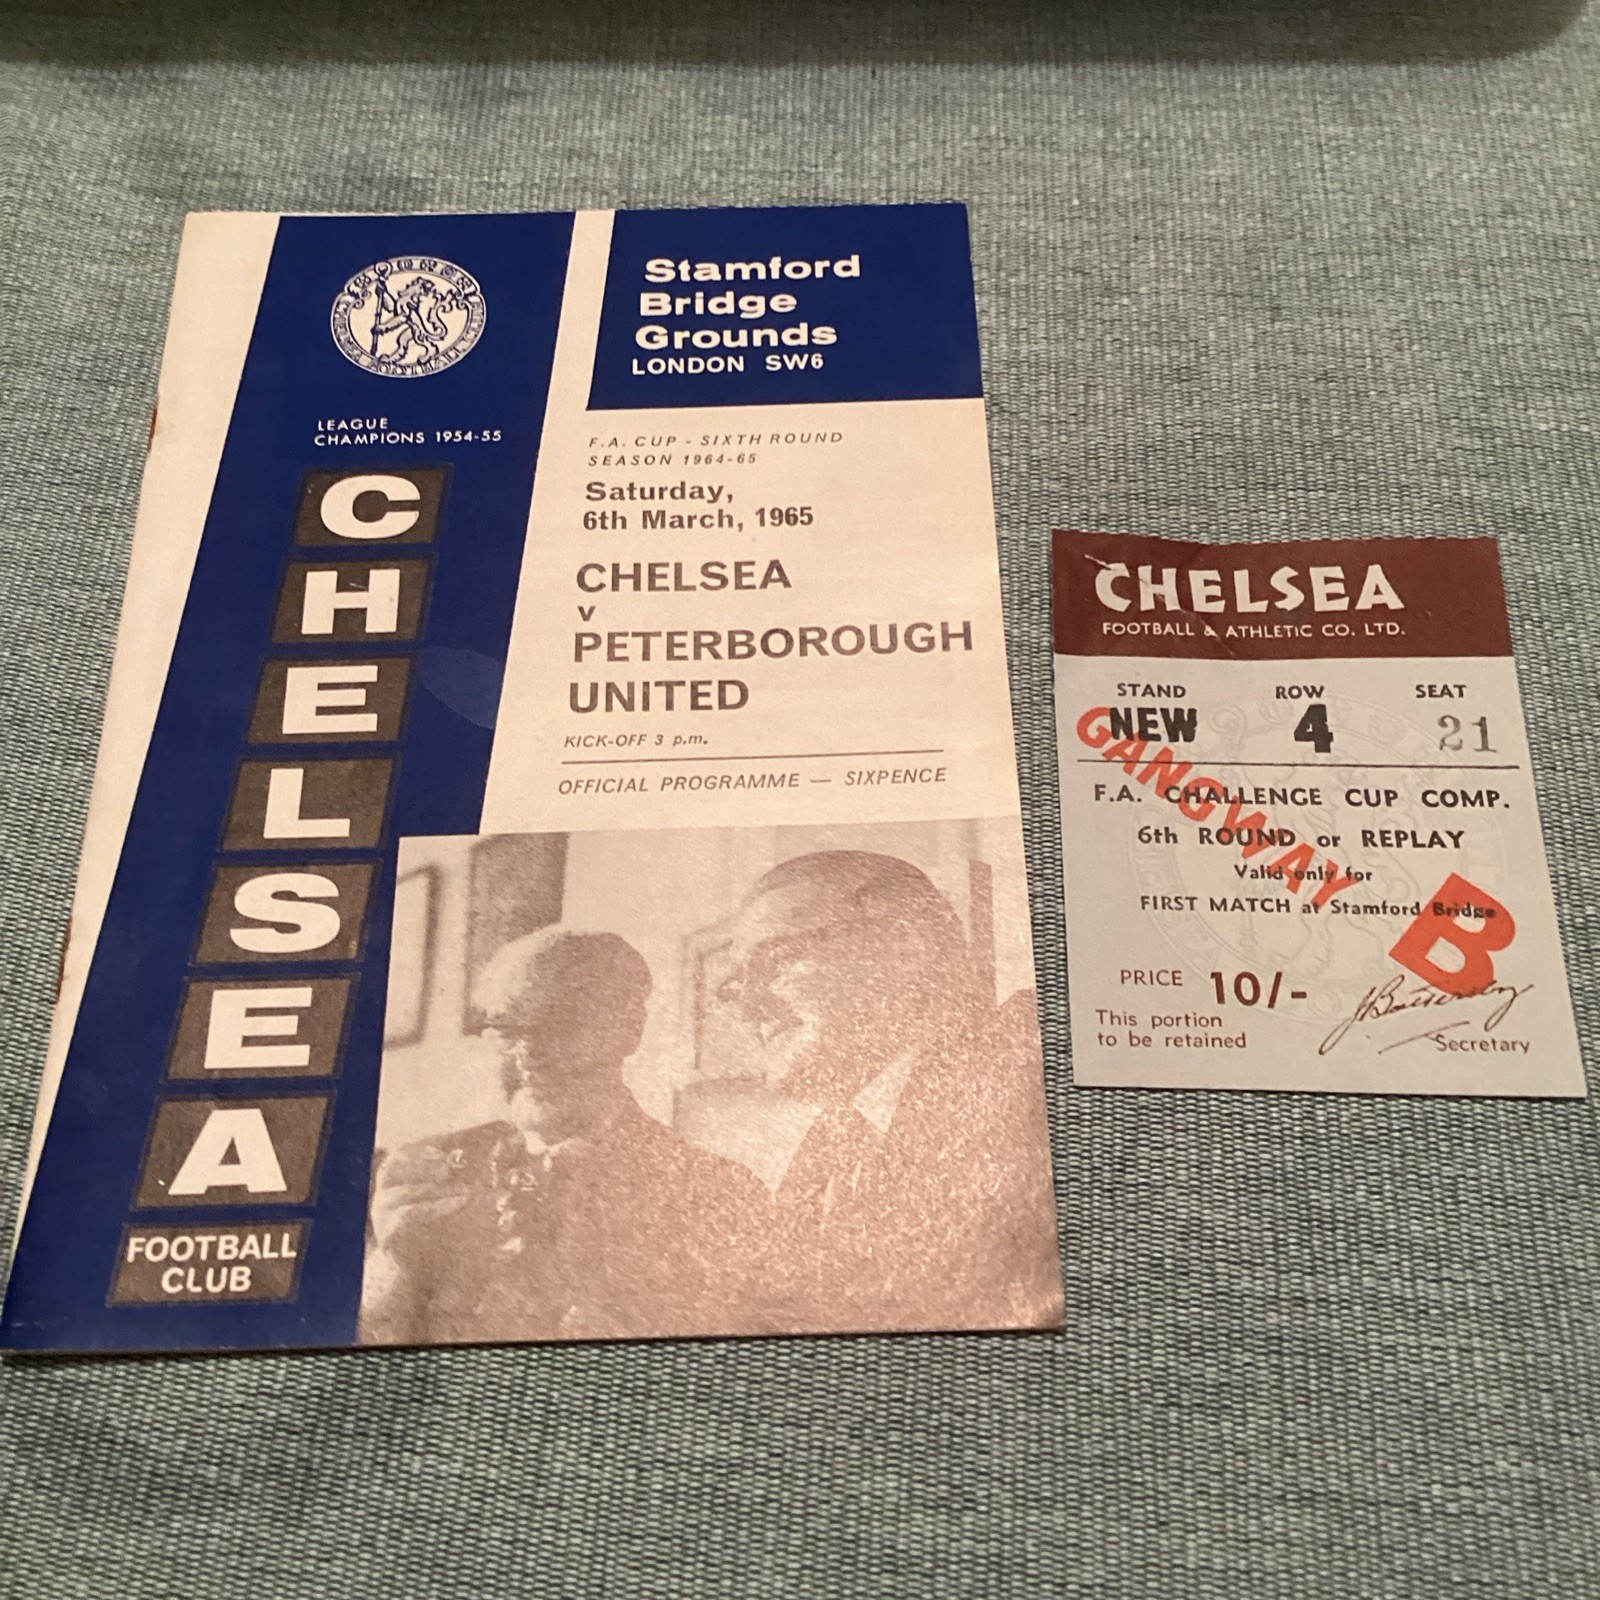 LEAGUE
CHAMPIONS 1954-55
CHELSEA
FOOTBALL
CLUB
Stamford
Bridge
Grounds
LONDON SW6
F.A. CUP - SIXTH ROUND
SEASON 1964-65
Saturday,
6th March, 1965
CHELSEA
v
PETERBOROUGH
UNITED
KICK-OFF 3 p.m.
OFFICIAL PROGRAMME — SIXPENCE
CHELSEA
FOOTBALL & ATHLETIC CO. LTD.
STAND ROW SEAT
NEW 4 21
GANGWAY
B
F.A. CHALLENGE CUP COMP.
6th ROUND or REPLAY
Valid only for
FIRST MATCH at Stamford Bridge
PRICE 10/-
This portion
to be retained
JBattersby
Secretary